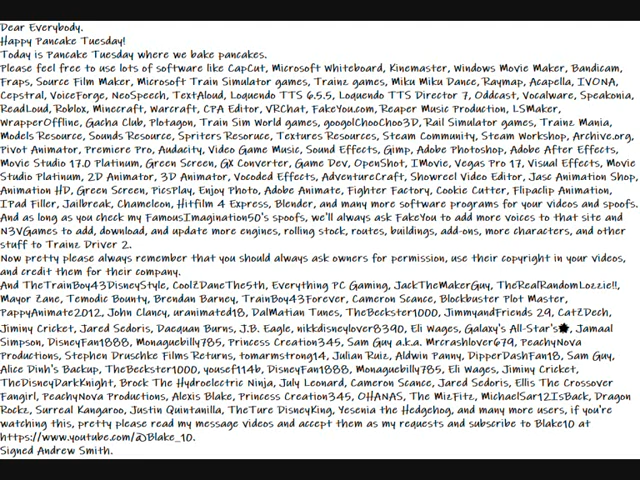 Dear Everybody.
Happy Pancake Tuesday!
Today is Pancake Tuesday where we bake pancakes.
Please feel free to use lots of software like CapCut, Microsoft Whiteboard, Kinemaster, Windows Movie Maker, Bandicam,
Fraps, Source Film Maker, Microsoft Train Simulator games, Trainz games, Miku Miku Dance, Raymap, Acapella, IVONA,
Cepstral, VoiceForge, NeoSpeech, TextAloud, Loquendo TTS 6.5.5, Loquendo TTS Director 7, Oddcast, Vocalware, Speakonia,
ReadLoud, Roblox, Minecraft, Warcraft, CPA Editor, VRChat, FakeYou.com, Reaper Music Production, LSMaker,
WrapperOffline, Gacha Club, Plotagon, Train Sim World games, googolChooChoo3D, Rail Simulator games, Trainz Mania,
Models Resource, Sounds Resource, Spriters Resoruce, Textures Resources, Steam Community, Steam Workshop, Archive.org,
Pivot Animator, Premiere Pro, Audacity, Video Game Music, Sound Effects, Gimp, Adobe Photoshop, Adobe After Effects,
Movie Studio 17.0 Platinum, Green Screen, GX Converter, Game Dev, OpenShot, IMovie, Vegas Pro 17, Visual Effects, Movie
Studio Platinum, 2D Animator, 3D Animator, Vocoded Effects, AdventureCraft, Showreel Video Editor, Jasc Animation Shop,
Animation HD, Green Screen, PicsPlay, Enjoy Photo, Adobe Animate, Fighter Factory, Cookie Cutter, Flipaclip Animation,
IPad Filler, Jailbreak, Chameleon, Hitfilm 4 Express, Blender, and many more software programs for your videos and spoofs.
And as long as you check my FamousImagination50's spoofs, we'll always ask FakeYou to add more voices to that site and
N3VGames to add, download, and update more engines, rolling stock, routes, buildings, add-ons, more characters, and other
stuff to Trainz Driver 2.
Now pretty please always remember that you should always ask owners for permission, use their copyright in your videos,
and credit them for their company.
And TheTrainBoy43DisneyStyle, CoolZDaneThe5th, Everything PC Gaming, JackTheMakerGuy, TheRealRandomLozzie!!,
Mayor Zane, Temodic Bounty, Brendan Barney, TrainBoy43Forever, Cameron Scance, Blockbuster Plot Master,
PappyAnimate2012, John Clancy, uranimated18, DalMatian Tunes, TheBeckster1000, JimmyandFriends 29, CatZDech,
Jiminy Cricket, Jared Sedoris, Daequan Burns, J.B. Eagle, nikkdisneylover8390, Eli Wages, Galaxy's All-Star's★, Jamaal
Simpson, DisneyFan1888, Monaguebilly785, Princess Creation345, Sam Guy a.k.a. Mrcrashlover679, PeachyNova
Productions, Stephen Druschke Films Returns, tomarmstrong14, Julian Ruiz, Aldwin Panny, DipperDashFan18, Sam Guy,
Alice Dinh's Backup, TheBeckster1000, yousef114b, DisneyFan1888, Monaguebilly785, Eli Wages, Jiminy Cricket,
TheDisneyDarkKnight, Brock The Hydroelectric Ninja, July Leonard, Cameron Scance, Jared Sedoris, Ellis The Crossover
Fangirl, PeachyNova Productions, Alexis Blake, Princess Creation345, OHANAS, The MizFitz, MichaelSar12IsBack, Dragon
Rockz, Surreal Kangaroo, Justin Quintanilla, TheTure DisneyKing, Yesenia the Hedgehog, and many more users, if you're
watching this, pretty please read my message videos and accept them as my requests and subscribe to Blake10 at
https://www.youtube.com/@Blake_10.
Signed Andrew Smith.